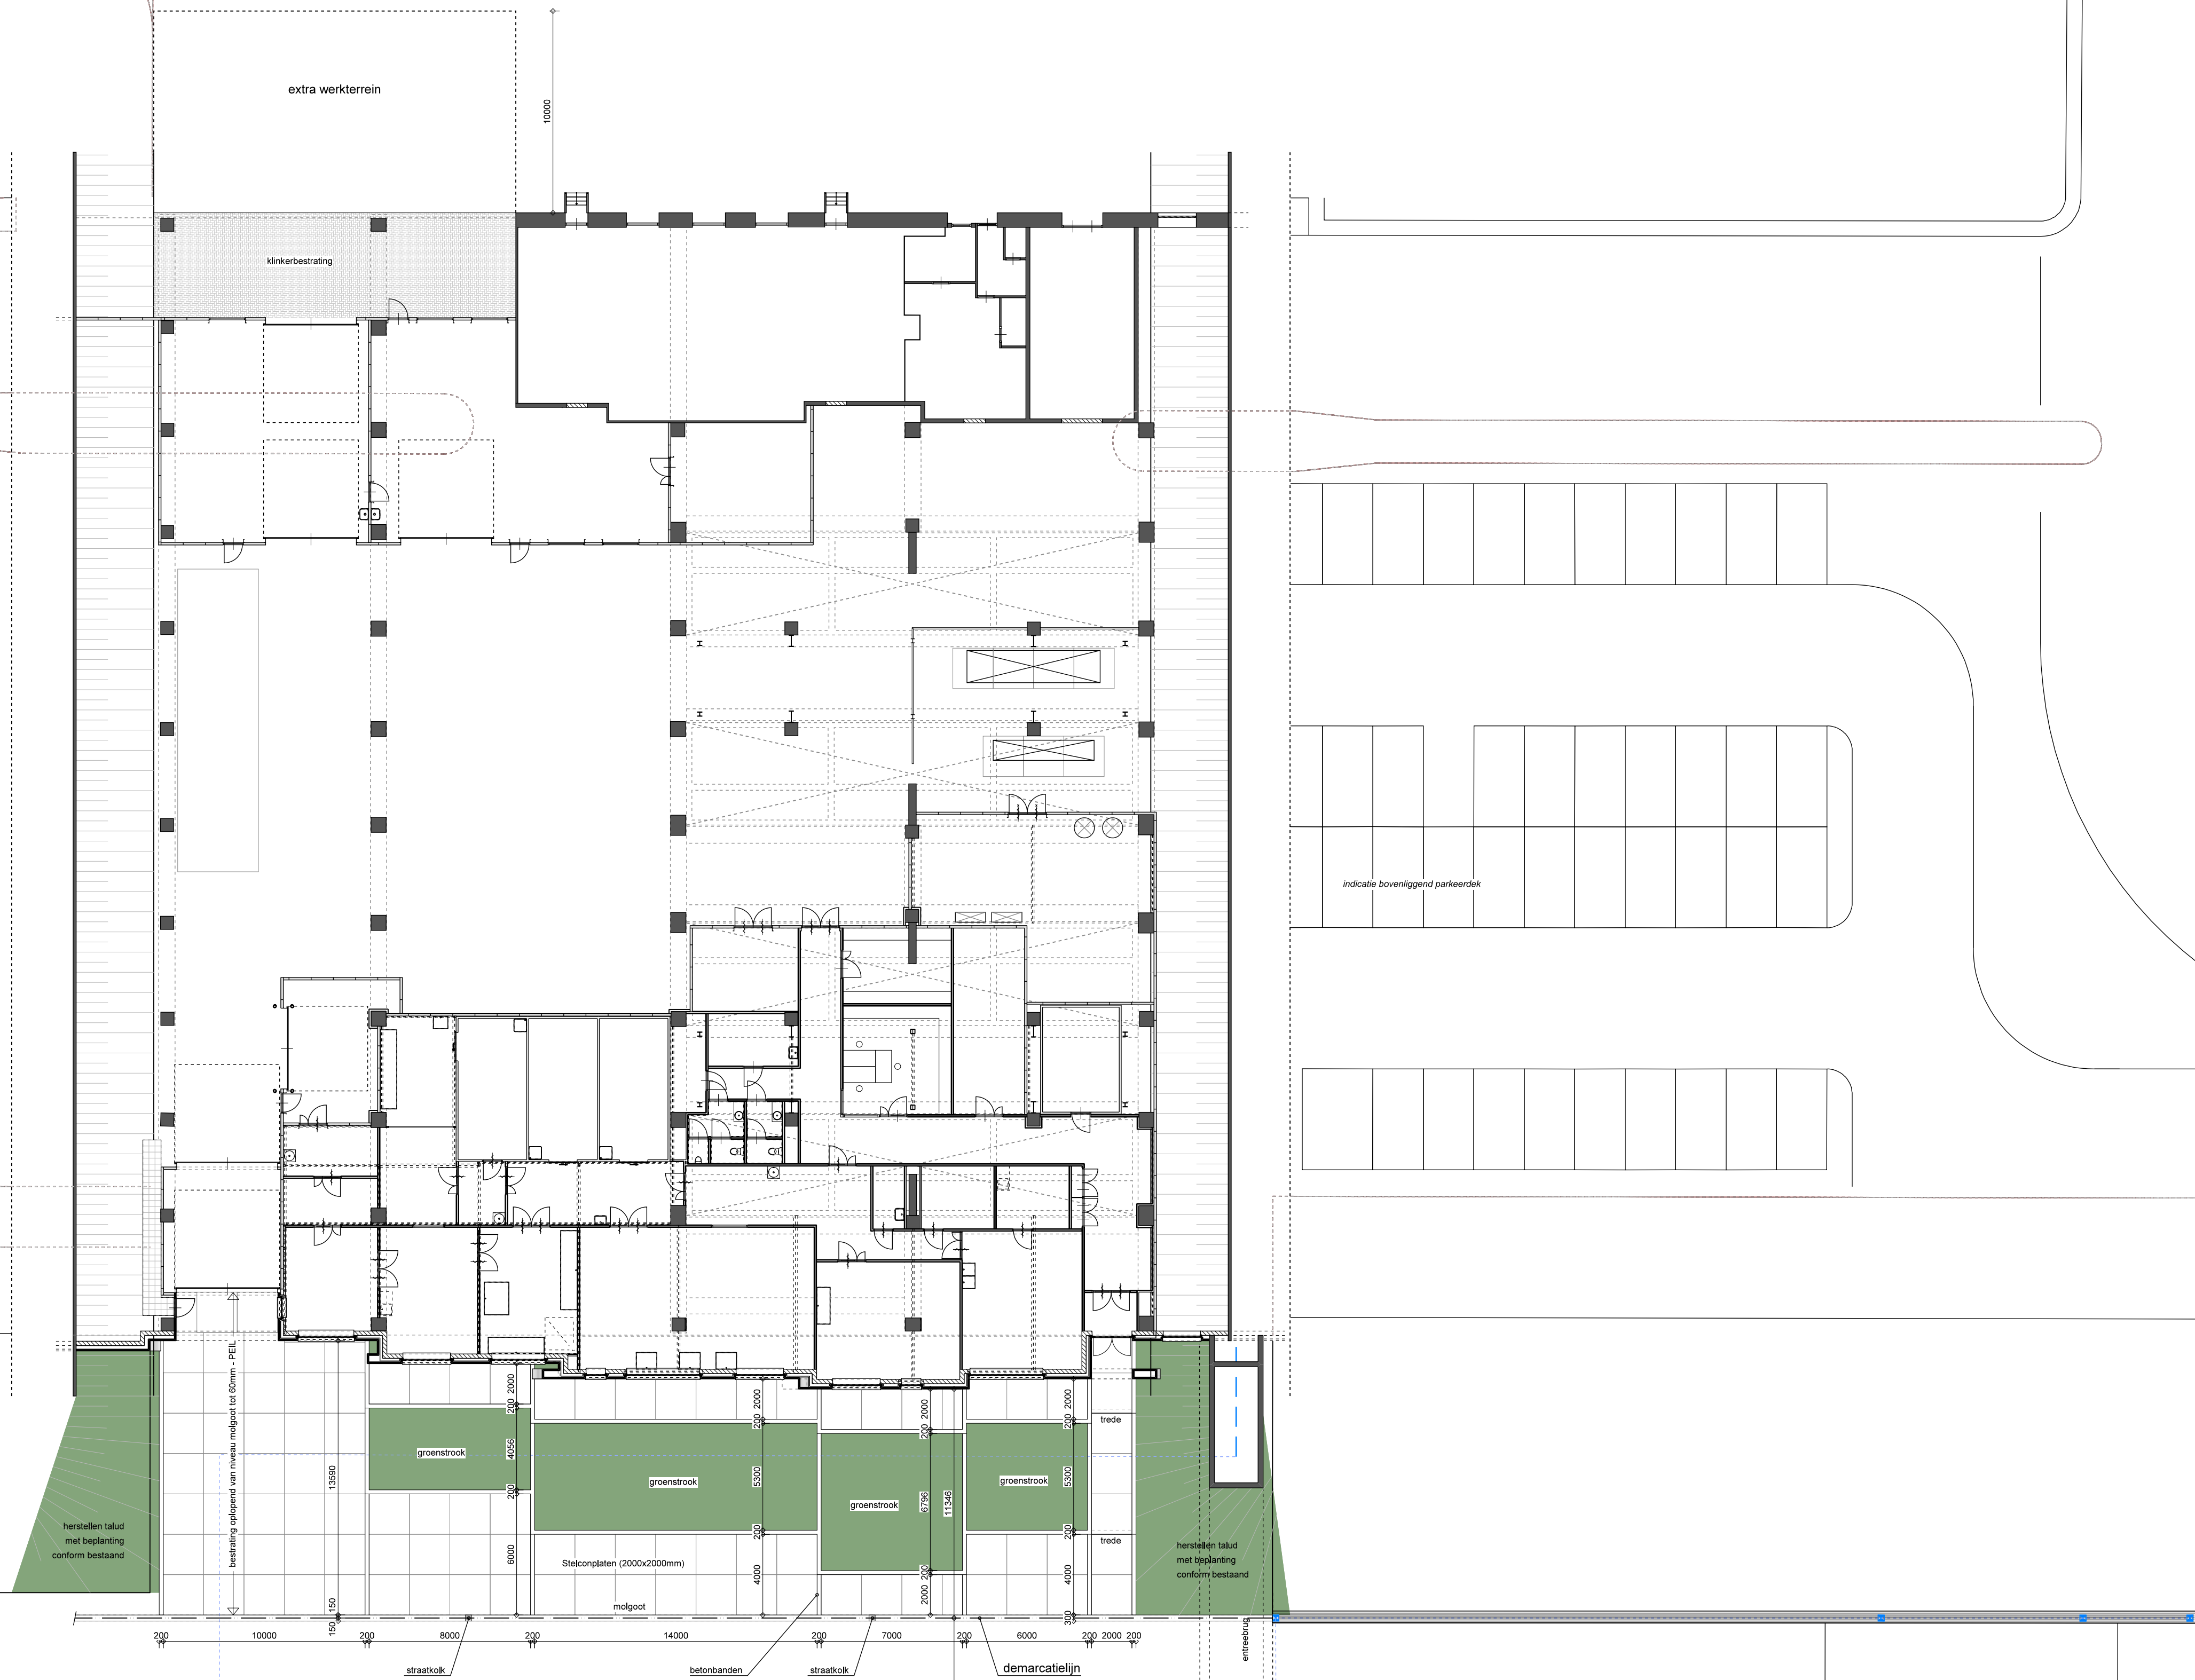 extra werkterrein
10000
klinkerbestrating
indicatie bovenliggend parkeerdek
bestrating oplopend van niveau molgoot tot 60mm - PEIL
13590
150
150
2000
200
4056
200
6000
2000
200
5300
200
4000
2000
200
6796
200
2000
11346
2000
200
5300
200
4000
300
groenstrook
groenstrook
groenstrook
groenstrook
trede
trede
herstellen talud
met beplanting
conform bestaand
herstellen talud
met beplanting
conform bestaand
Stelconplaten (2000x2000mm)
molgoot
entreebrug
200
10000
200
8000
200
14000
200
7000
200
6000
200
2000
200
straatkolk
betonbanden
straatkolk
demarcatielijn